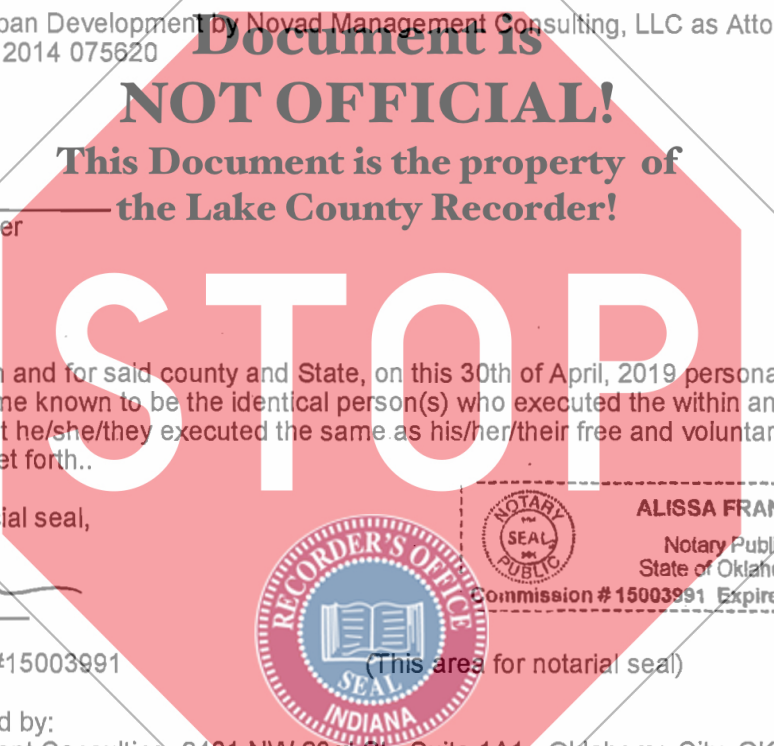 ban Development by Novad Management Consulting, LLC as Atto
2014 075620
Document is
NOT OFFICIAL!
This Document is the property of
the Lake County Recorder!
er
STOP
and for said county and State, on this 30th of April, 2019 persona
me known to be the identical person(s) who executed the within an
t he/she/they executed the same as his/her/their free and voluntar
et forth..
ial seal,
NOTARY
SEAL
PUBLIC
ALISSA FRAN
Notary Publi
State of Oklaho
Commission # 15003991 Expire
RECORDER'S OFFICE
SEAL
INDIANA
#15003991
(This area for notarial seal)
d by: